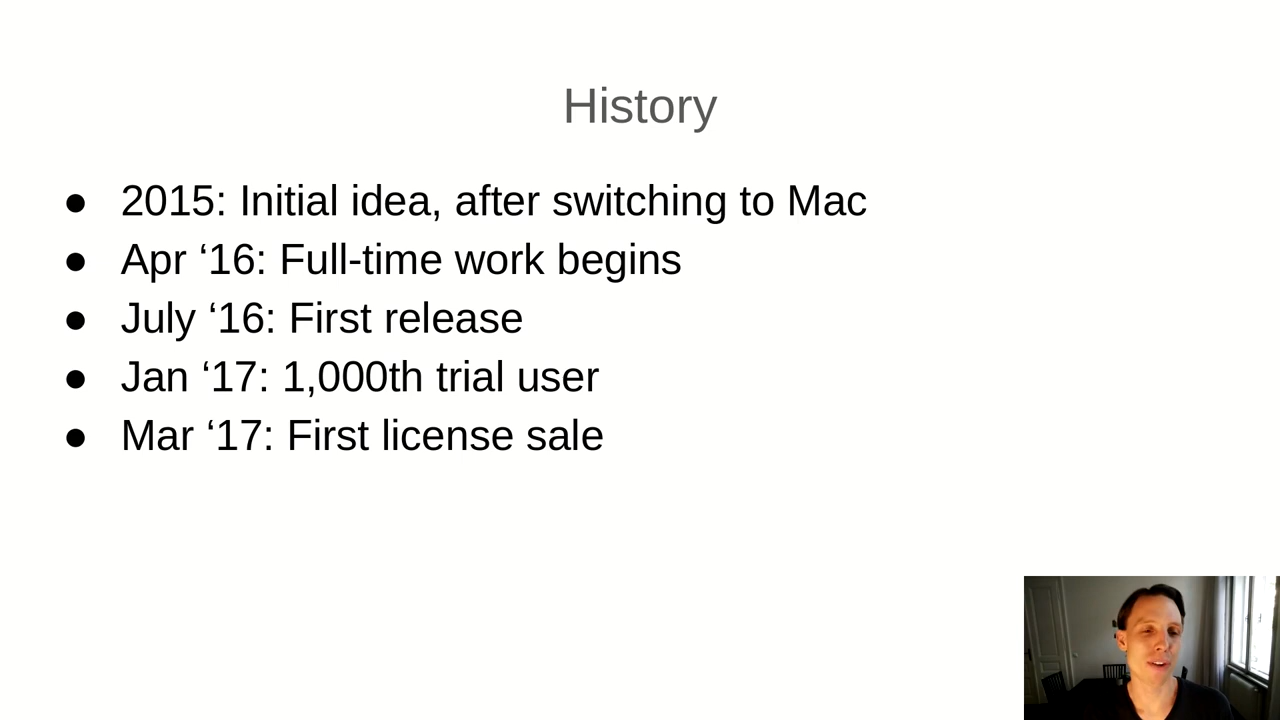 History
● 2015: Initial idea, after switching to Mac
● Apr ‘16: Full-time work begins
● July ‘16: First release
● Jan ‘17: 1,000th trial user
● Mar ‘17: First license sale